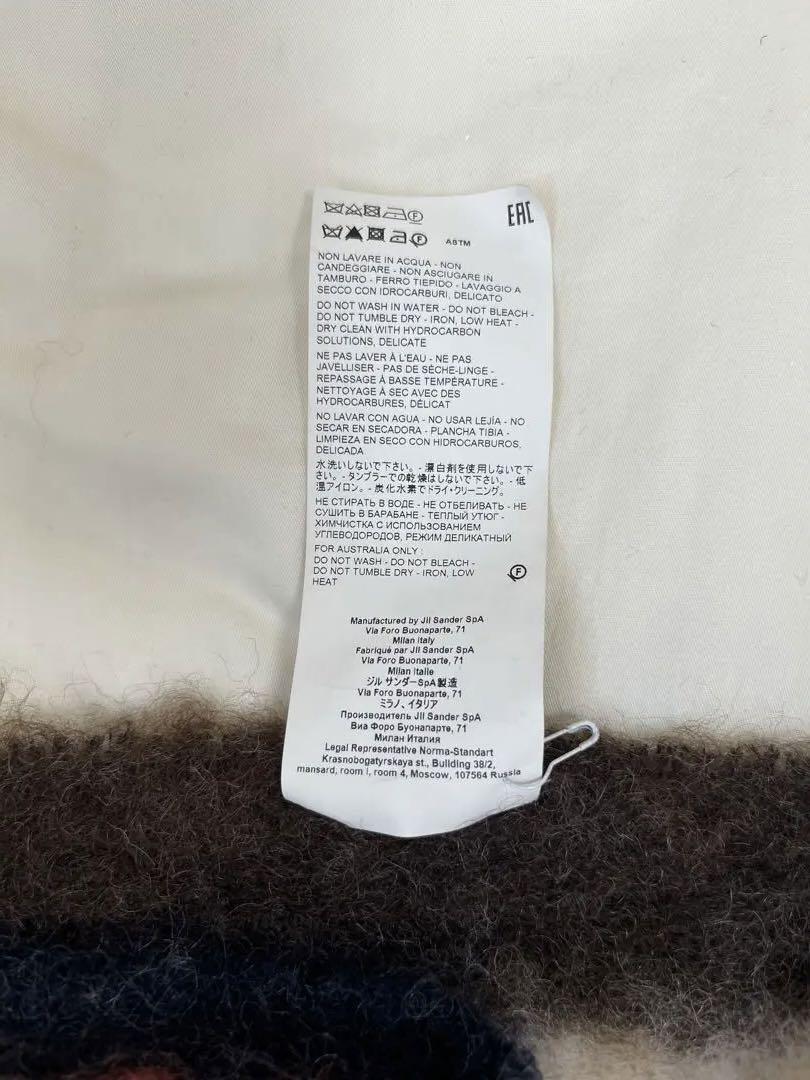 EAC
F
F ASTM
NON LAVARE IN ACQUA - NON
CANDEGGIARE - NON ASCIUGARE IN
TAMBURO - FERRO TIEPIDO - LAVAGGIO A
SECCO CON IDROCARBURI, DELICATO
DO NOT WASH IN WATER - DO NOT BLEACH -
DO NOT TUMBLE DRY - IRON, LOW HEAT -
DRY CLEAN WITH HYDROCARBON
SOLUTIONS, DELICATE
NE PAS LAVER À L'EAU - NE PAS
JAVELLISER - PAS DE SÈCHE-LINGE -
REPASSAGE À BASSE TEMPÉRATURE -
NETTOYAGE À SEC AVEC DES
HYDROCARBURES, DÉLICAT
NO LAVAR CON AGUA - NO USAR LEJÍA - NO
SECAR EN SECADORA - PLANCHA TIBIA -
LIMPIEZA EN SECO CON HIDROCARBUROS,
DELICADA
水洗いしないで下さい。- 漂白剤を使用しないで下
さい。- タンブラーでの乾燥はしないで下さい。- 低
温アイロン。- 炭化水素でドライ・クリーニング。
НЕ СТИРАТЬ В ВОДЕ - НЕ ОТБЕЛИВАТЬ - НЕ
СУШИТЬ В БАРАБАНЕ - ТЕПЛЫЙ УТЮГ -
ХИМЧИСТКА С ИСПОЛЬЗОВАНИЕМ
УГЛЕВОДОРОДОВ, РЕЖИМ ДЕЛИКАТНЫЙ
FOR AUSTRALIA ONLY :
DO NOT WASH - DO NOT BLEACH -
DO NOT TUMBLE DRY - IRON, LOW
HEAT
F
Manufactured by Jil Sander SpA
Via Foro Buonaparte, 71
Milan Italy
Fabriqué par Jil Sander SpA
Via Foro Buonaparte, 71
Milan Italie
ジル サンダーSpA製造
Via Foro Buonaparte, 71
ミラノ、イタリア
Производитель Jil Sander SpA
Виа Форо Буонапарте, 71
Милан Италия
Legal Representative Norma-Standart
Krasnobogatyrskaya st., Building 38/2,
mansard, room I, room 4, Moscow, 107564 Russia